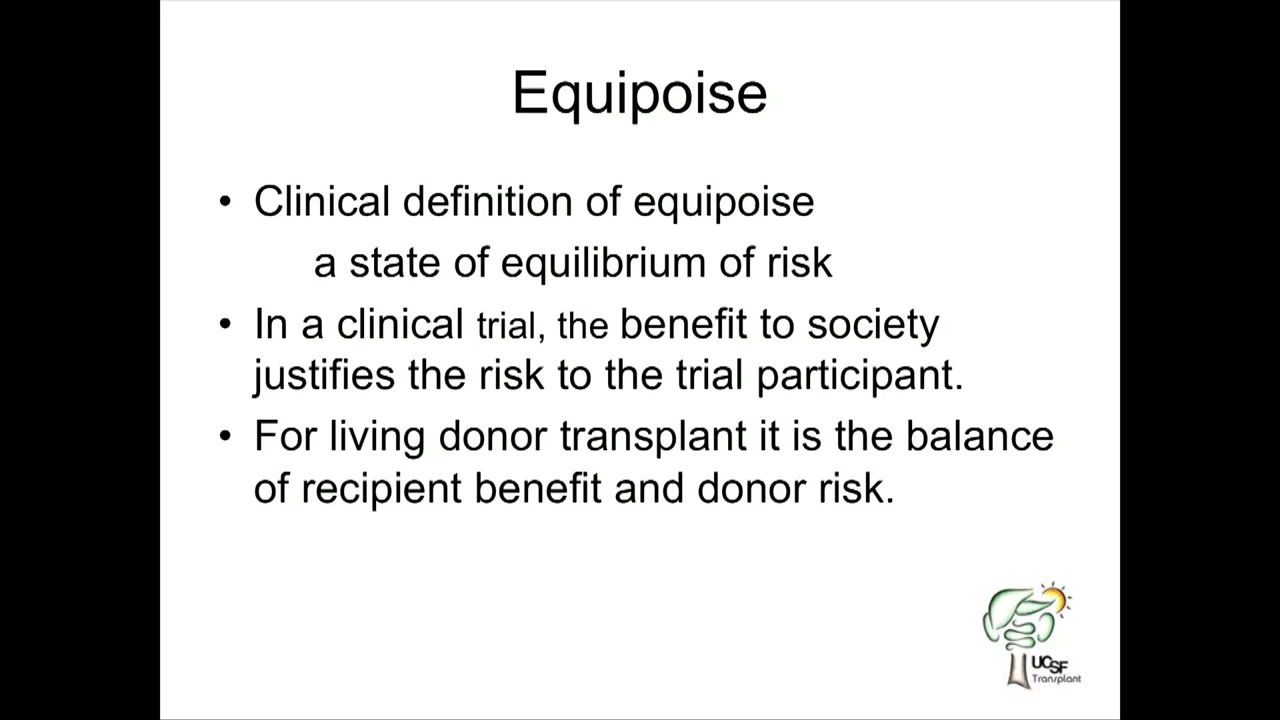 Equipoise
• Clinical definition of equipoise
a state of equilibrium of risk
• In a clinical trial, the benefit to society
justifies the risk to the trial participant.
• For living donor transplant it is the balance
of recipient benefit and donor risk.
UCSF
Transplant